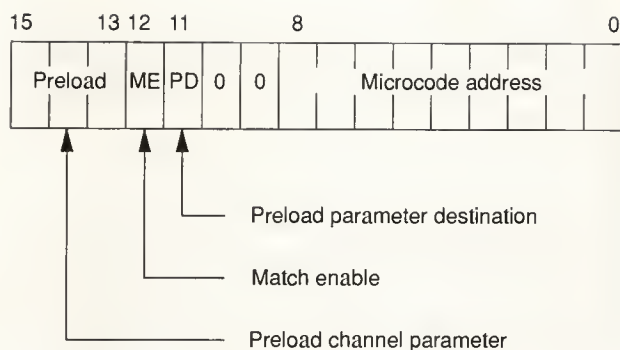 15 13 12 11 8 0
Preload ME PD 0 0 Microcode address
Preload parameter destination
Match enable
Preload channel parameter